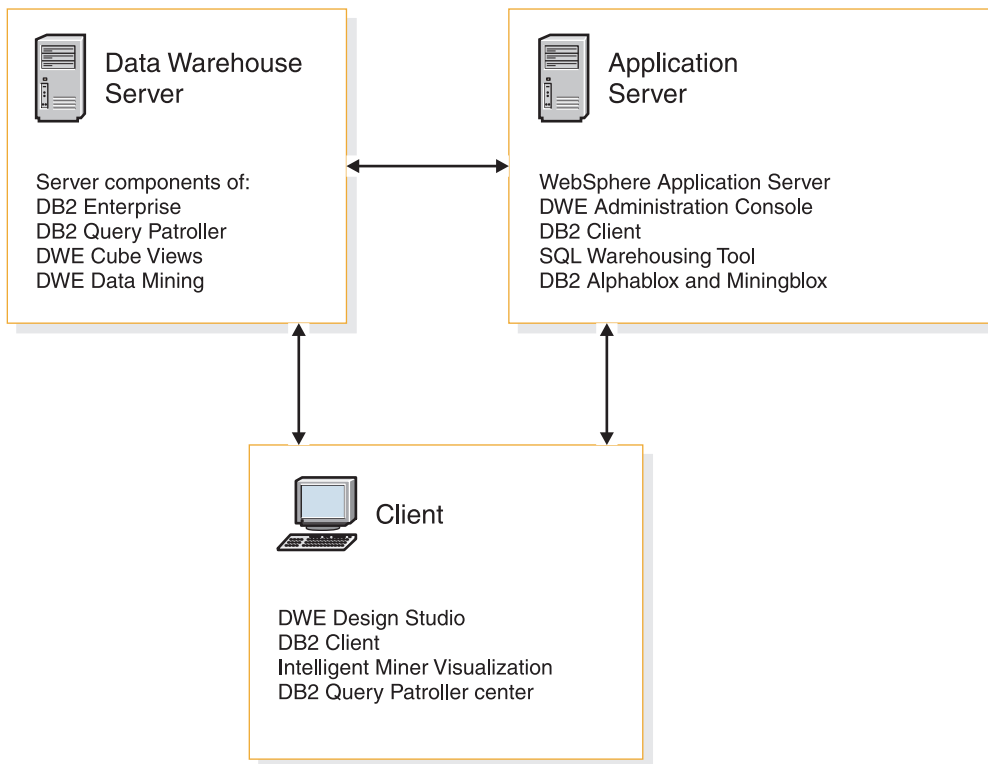 Data Warehouse
Server
Server components of:
DB2 Enterprise
DB2 Query Patroller
DWE Cube Views
DWE Data Mining
Application
Server
WebSphere Application Server
DWE Administration Console
DB2 Client
SQL Warehousing Tool
DB2 Alphablox and Miningblox
Client
DWE Design Studio
DB2 Client
Intelligent Miner Visualization
DB2 Query Patroller center